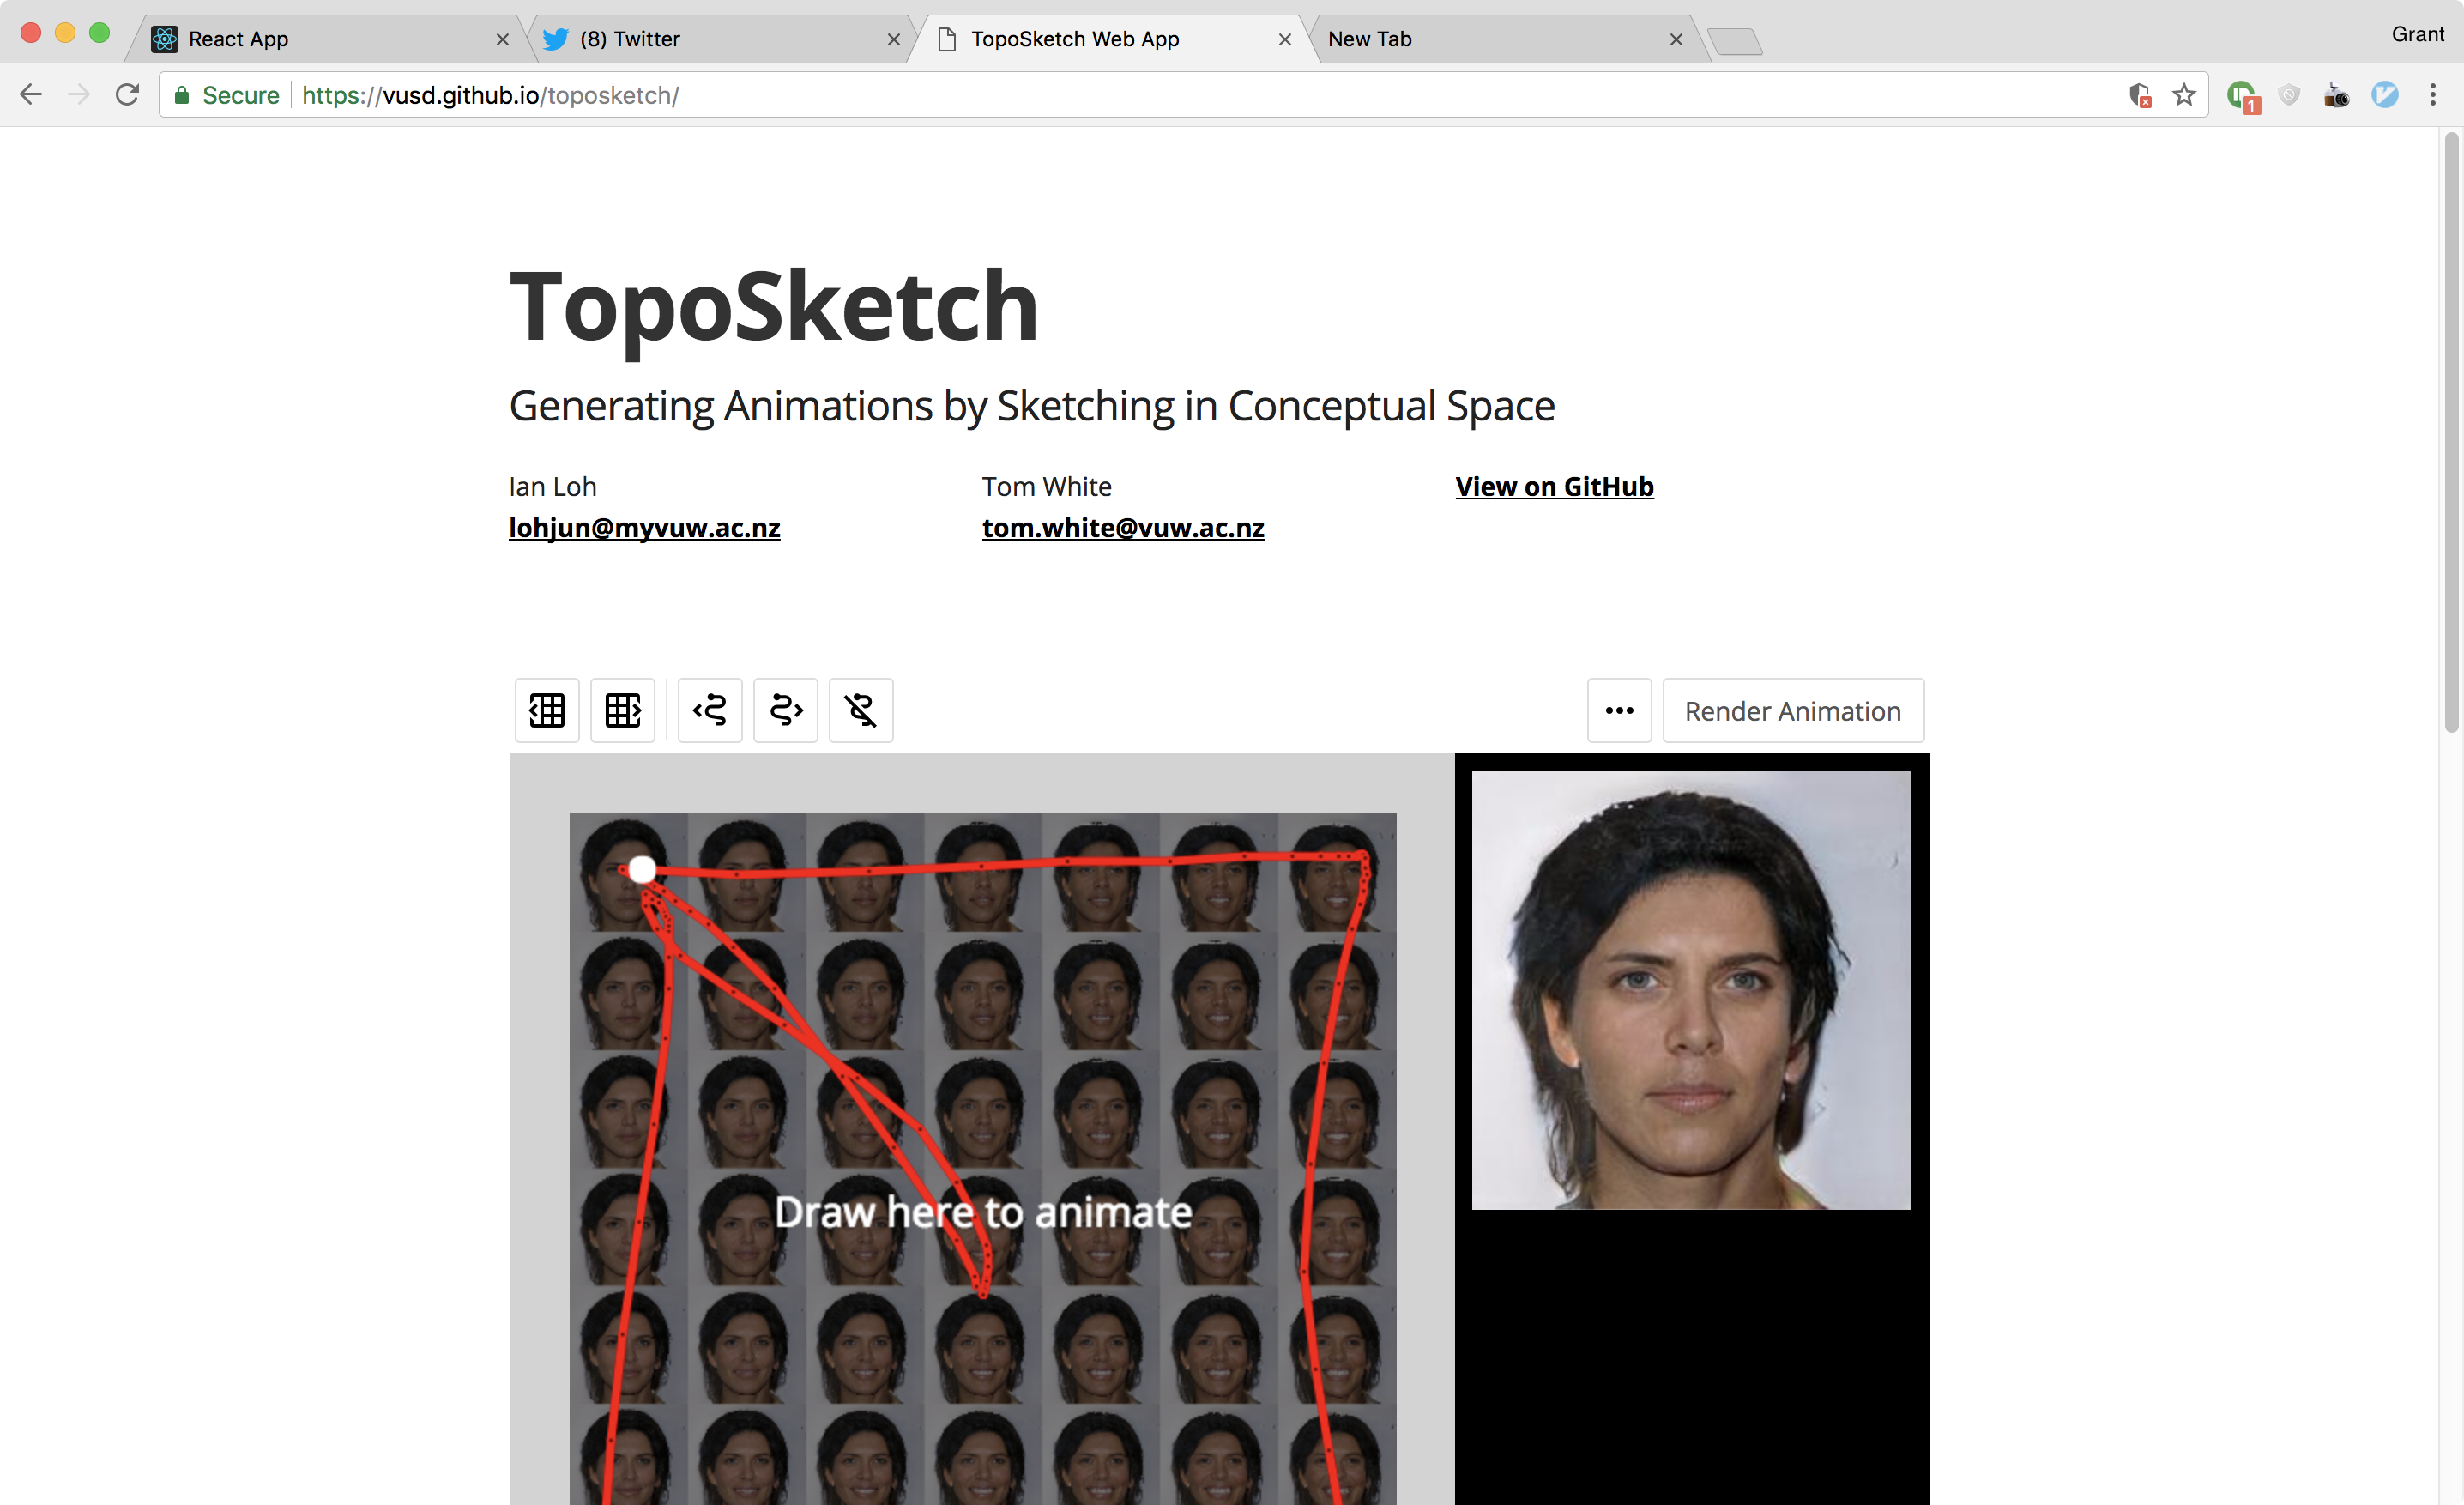 React App
(8) Twitter
TopoSketch Web App
New Tab
Grant
Secure https://vusd.github.io/toposketch/
1
TopoSketch
Generating Animations by Sketching in Conceptual Space
Ian Loh
Tom White
View on GitHub
lohjun@myvuw.ac.nz
tom.white@vuw.ac.nz
Render Animation
Draw here to animate